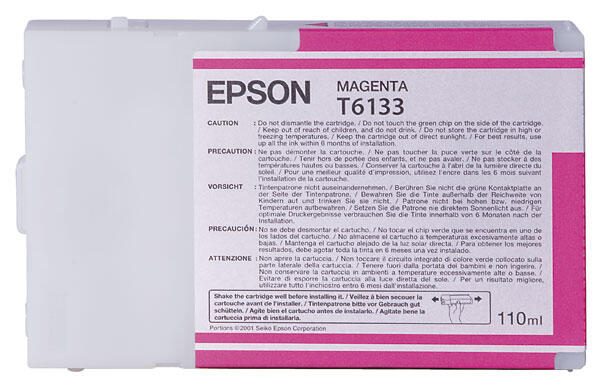 EPSON
MAGENTA
T6133
CAUTION : Do not dismantle the cartridge. / Do not touch the green chip on the side of the cartridge.
/ Keep out of reach of children, and do not drink. / Do not store the cartridge in high or
freezing temperatures. / Keep the cartridge out of direct sunlight. / For best results, use
up all the ink within 6 months of installation.
PRECAUTION : Ne pas démonter la cartouche. / Ne pas toucher la puce verte sur le côté de la
cartouche. / Tenir hors de portée des enfants, et ne pas avaler. / Ne pas stocker à des
températures hautes ou basses. / Conserver la cartouche à l'abri de la lumière directe du
soleil. / Pour une meilleure qualité d'impression, utilisez l'encre dans les 6 mois suivant
l'installation de la cartouche.
VORSICHT : Tintenpatrone nicht auseinandernehmen. / Berühren Sie nicht die grüne Kontaktplatte an
der Seite der Tintenpatrone. / Bewahren Sie die Tinte außerhalb der Reichweite von
Kindern auf und trinken Sie sie nicht. / Patrone nicht bei hohen bzw. niedrigen
Temperaturen aufbewahren. / Setzen Sie die Patrone nie direktem Sonnenlicht aus. / Für
optimale Druckergebnisse verbrauchen Sie die Tinte innerhalb von 6 Monaten nach der
Installation.
PRECAUCIÓN : No se debe desmontar el cartucho. / No tocar el chip verde que se encuentra en uno de
los lados del cartucho. / No almacene el cartucho a temperaturas excesivamente altas o
bajas. / Mantenga el cartucho alejado de la luz solar directa. / Para obtener los mejores
resultados, debe agotar toda la tinta en 6 meses una vez instalado.
ATTENZIONE : Non aprire la cartuccia. / Non toccare il circuito integrato di colore verde collocato sulla
parte laterale della cartuccia. / Tenere fuori dalla portata dei bambini e non ingerire. /
Non conservare la cartuccia in ambienti a temperature eccessivamente alte o basse. /
Evitare di esporre la cartuccia alla luce diretta del sole. / Per un risultato migliore,
utilizzare tutto l'inchiostro entro 6 mesi dall'installazione della cartuccia.
Shake the cartridge well before installing it. / Veillez à bien secouer la
cartouche avant de l'installer. / Tintenpatrone bitte vor Gebrauch gut
schütteln. / Agite bien el cartucho antes de instalarlo. / Agitate bene la
cartuccia prima di installarla.
110ml
Portions ©2001 Seiko Epson Corporation